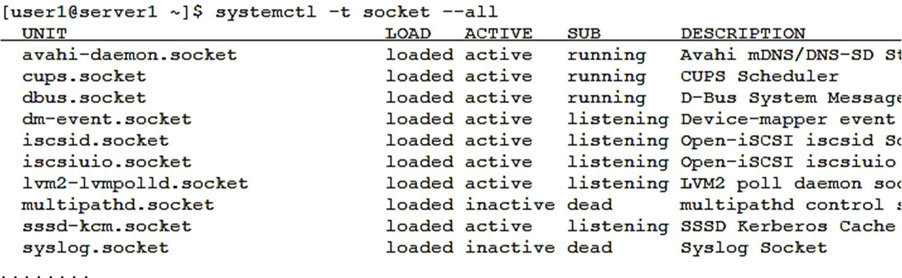 [user1@server1 ~]$ systemctl -t socket --all
UNIT LOAD ACTIVE SUB DESCRIPTION
avahi-daemon.socket loaded active running Avahi mDNS/DNS-SD St
cups.socket loaded active running CUPS Scheduler
dbus.socket loaded active running D-Bus System Message
dm-event.socket loaded active listening Device-mapper event
iscsid.socket loaded active listening Open-iSCSI iscsid So
iscsiuio.socket loaded active listening Open-iSCSI iscsiuio
lvm2-lvmpolld.socket loaded active listening LVM2 poll daemon soc
multipathd.socket loaded inactive dead multipathd control s
sssd-kcm.socket loaded active listening SSSD Kerberos Cache
syslog.socket loaded inactive dead Syslog Socket
........